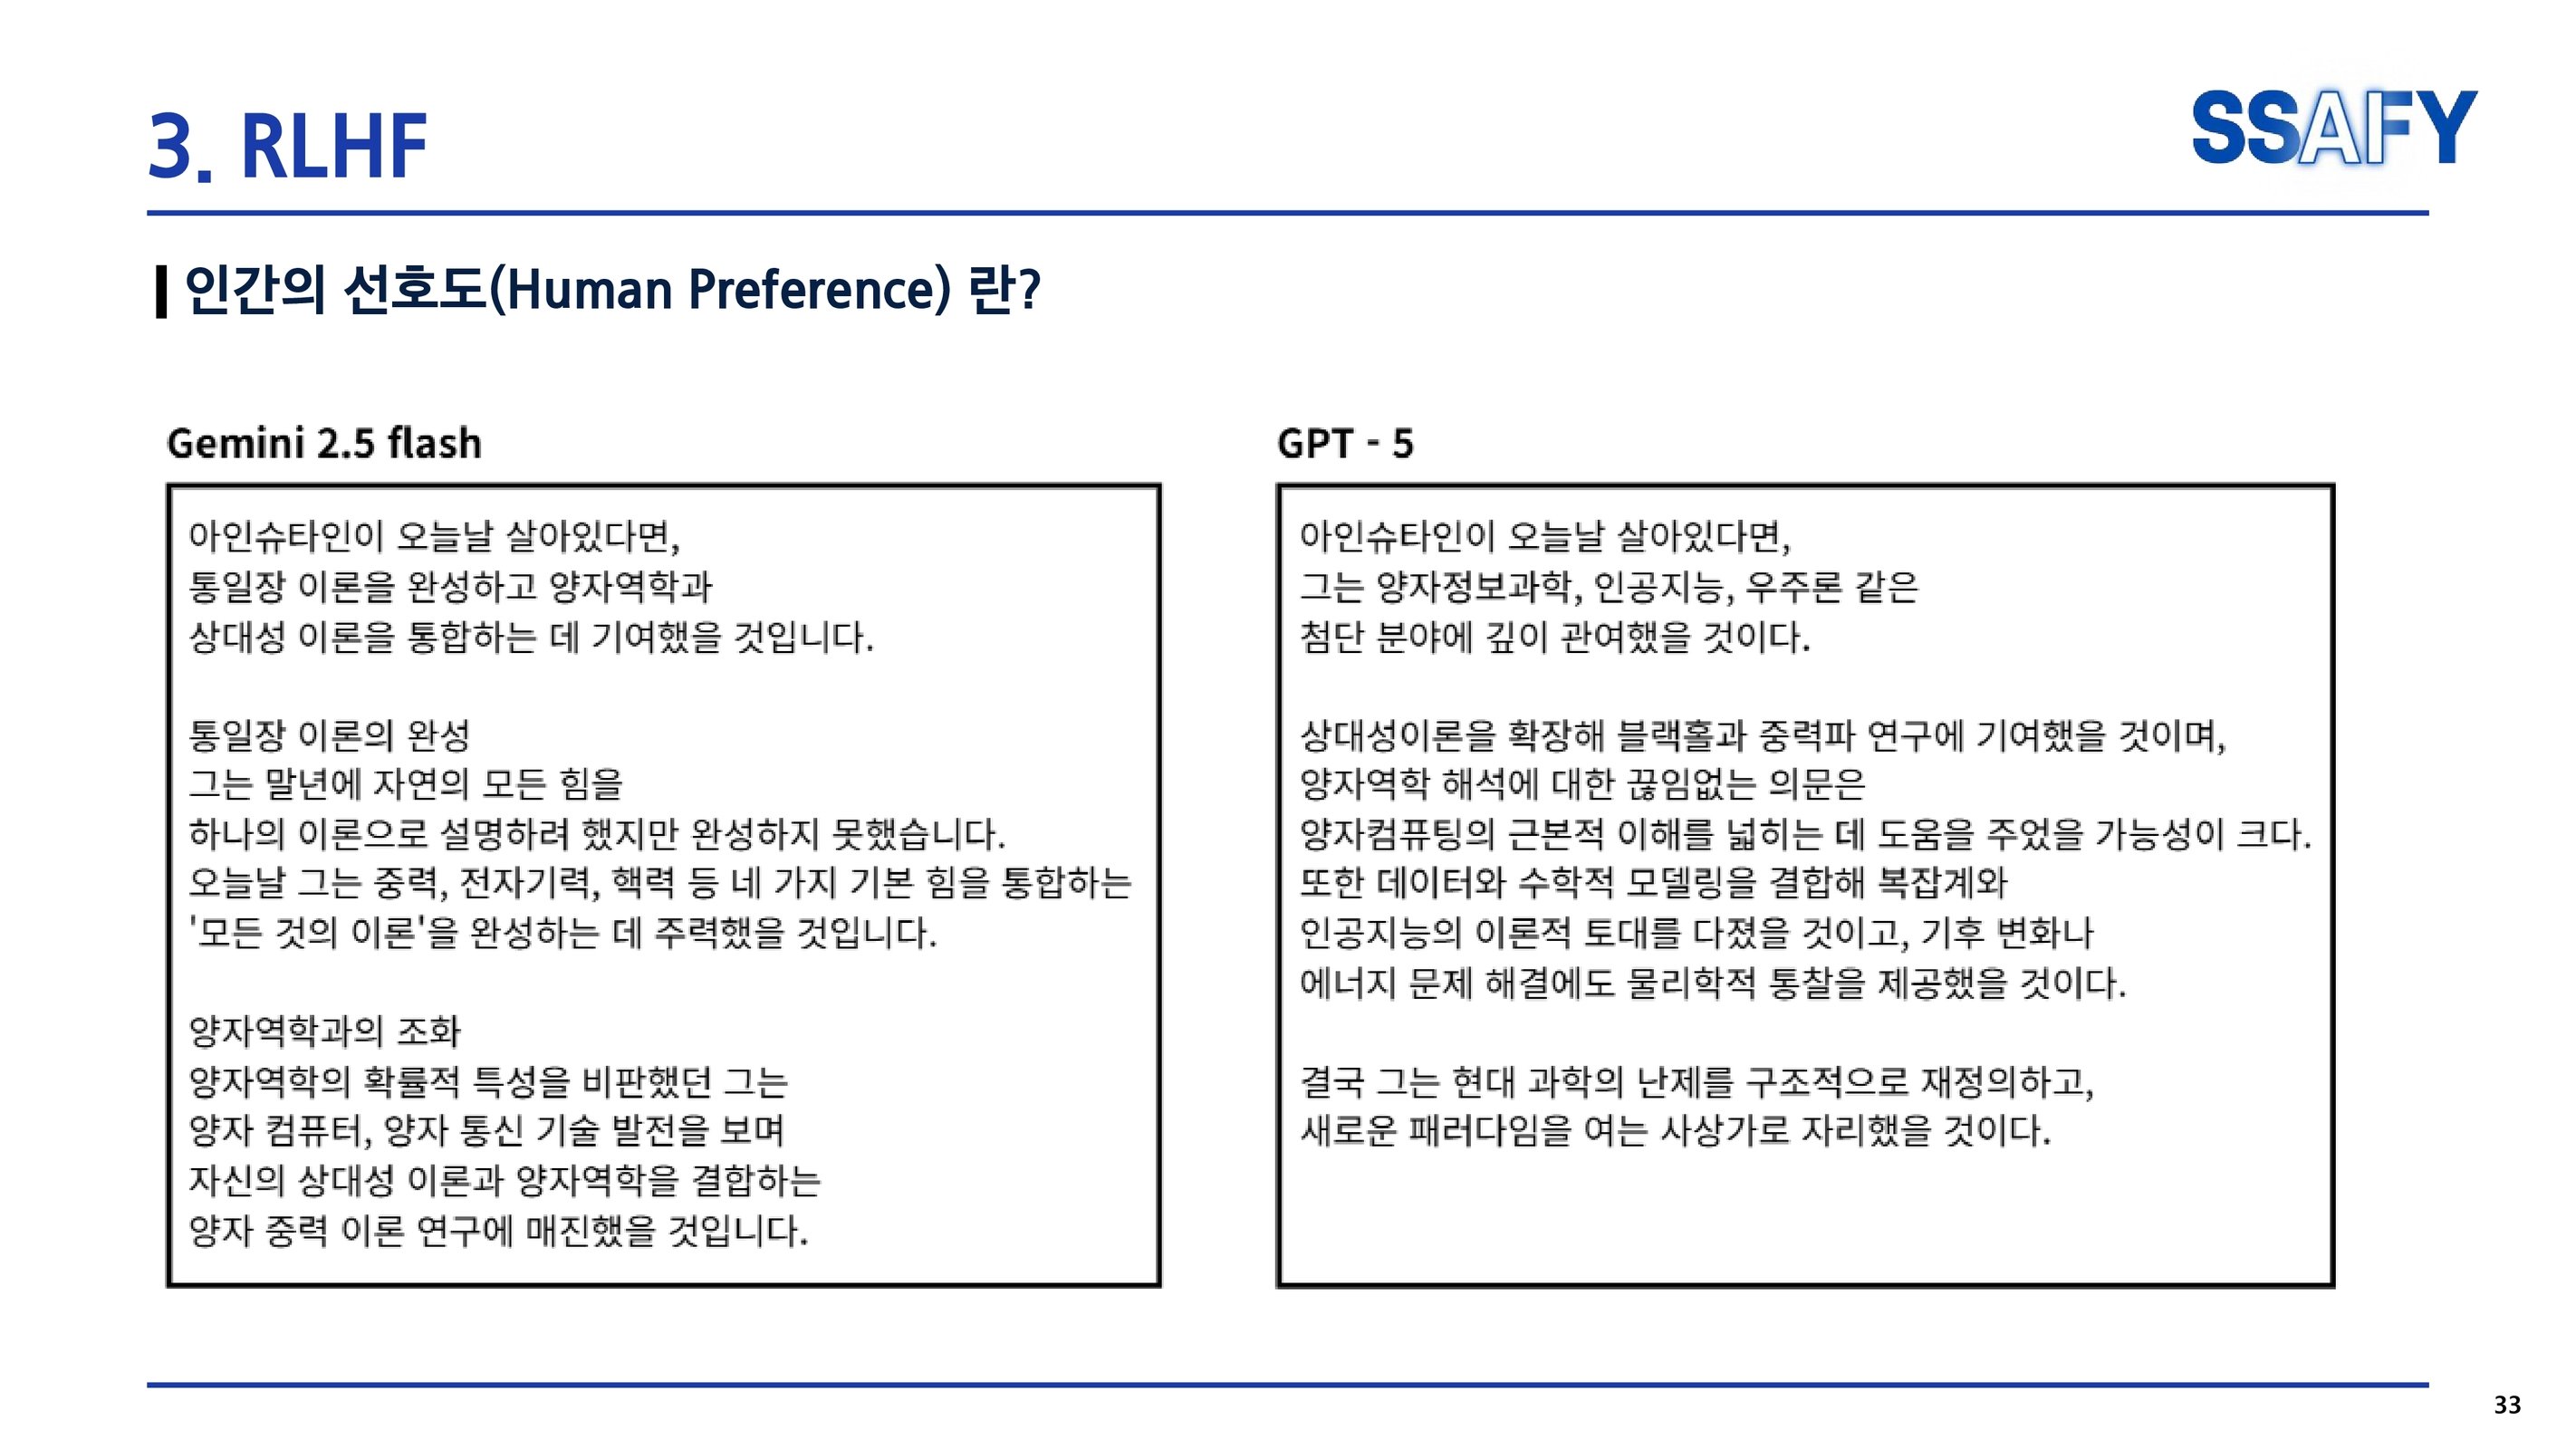 3. RLHF
SSAFY
인간의 선호도(Human Preference) 란?
Gemini 2.5 flash
아인슈타인이 오늘날 살아있다면,
통일장 이론을 완성하고 양자역학과
상대성 이론을 통합하는 데 기여했을 것입니다.
통일장 이론의 완성
그는 말년에 자연의 모든 힘을
하나의 이론으로 설명하려 했지만 완성하지 못했습니다.
오늘날 그는 중력, 전자기력, 핵력 등 네 가지 기본 힘을 통합하는
'모든 것의 이론'을 완성하는 데 주력했을 것입니다.
양자역학과의 조화
양자역학의 확률적 특성을 비판했던 그는
양자 컴퓨터, 양자 통신 기술 발전을 보며
자신의 상대성 이론과 양자역학을 결합하는
양자 중력 이론 연구에 매진했을 것입니다.
GPT - 5
아인슈타인이 오늘날 살아있다면,
그는 양자정보과학, 인공지능, 우주론 같은
첨단 분야에 깊이 관여했을 것이다.
상대성이론을 확장해 블랙홀과 중력파 연구에 기여했을 것이며,
양자역학 해석에 대한 끊임없는 의문은
양자컴퓨팅의 근본적 이해를 넓히는 데 도움을 주었을 가능성이 크다.
또한 데이터와 수학적 모델링을 결합해 복잡계와
인공지능의 이론적 토대를 다졌을 것이고, 기후 변화나
에너지 문제 해결에도 물리학적 통찰을 제공했을 것이다.
결국 그는 현대 과학의 난제를 구조적으로 재정의하고,
새로운 패러다임을 여는 사상가로 자리했을 것이다.
33